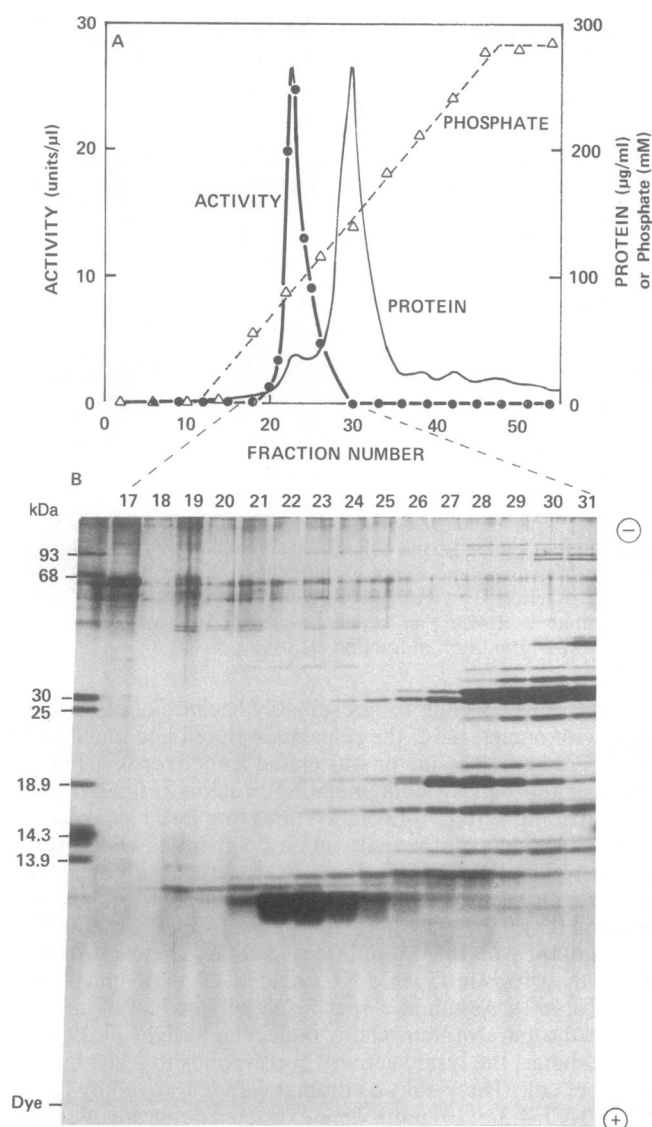 A
ACTIVITY (units/µl)
30
20
10
0
ACTIVITY
PHOSPHATE
PROTEIN
300
200
100
0
PROTEIN (µg/ml)
or Phosphate (mM)
0 10 20 30 40 50
FRACTION NUMBER
B
kDa
17 18 19 20 21 22 23 24 25 26 27 28 29 30 31
93
68
30
25
18.9
14.3
13.9
Dye
−
+